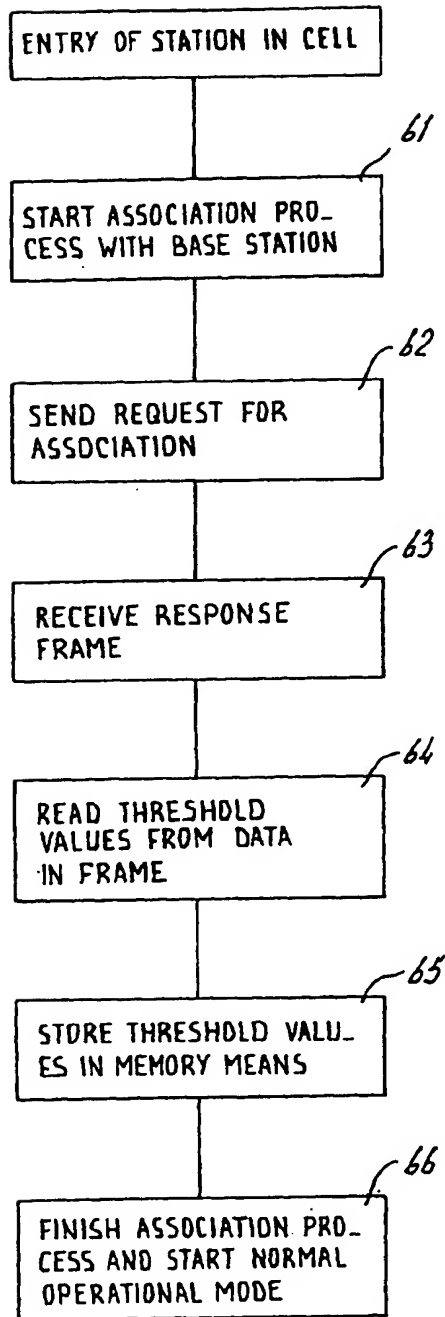 ENTRY OF STATION IN CELL
61
START ASSOCIATION PRO_
CESS WITH BASE STATION
62
SEND REQUEST FOR
ASSOCIATION
63
RECEIVE RESPONSE
FRAME
64
READ THRESHOLD
VALUES FROM DATA
IN FRAME
65
STORE THRESHOLD VALU_
ES IN MEMORY MEANS
66
FINISH ASSOCIATION PRO_
CESS AND START NORMAL
OPERATIONAL MODE